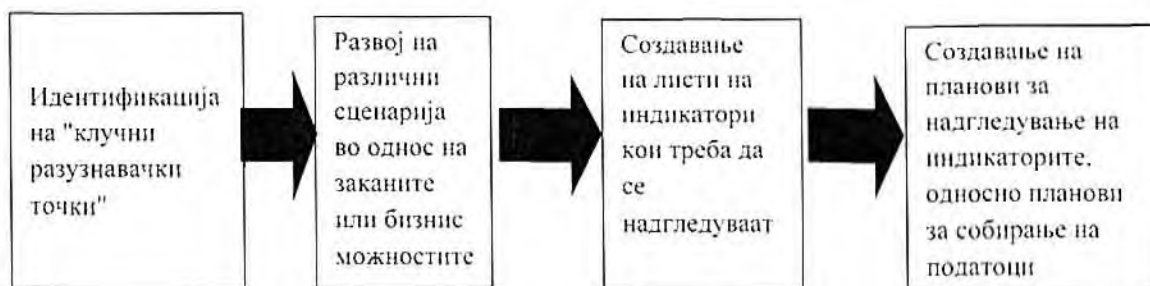 Идентификација
на "клучни
разузнавачки
точки"
Развој на
различни
сценарија
во однос на
заканите
или бизнис
можностите
Создавање
на листи на
индикатори
кои треба да
се
надгледуваат
Создавање на
планови за
надгледување на
индикаторите,
односно планови
за собирање на
податоци